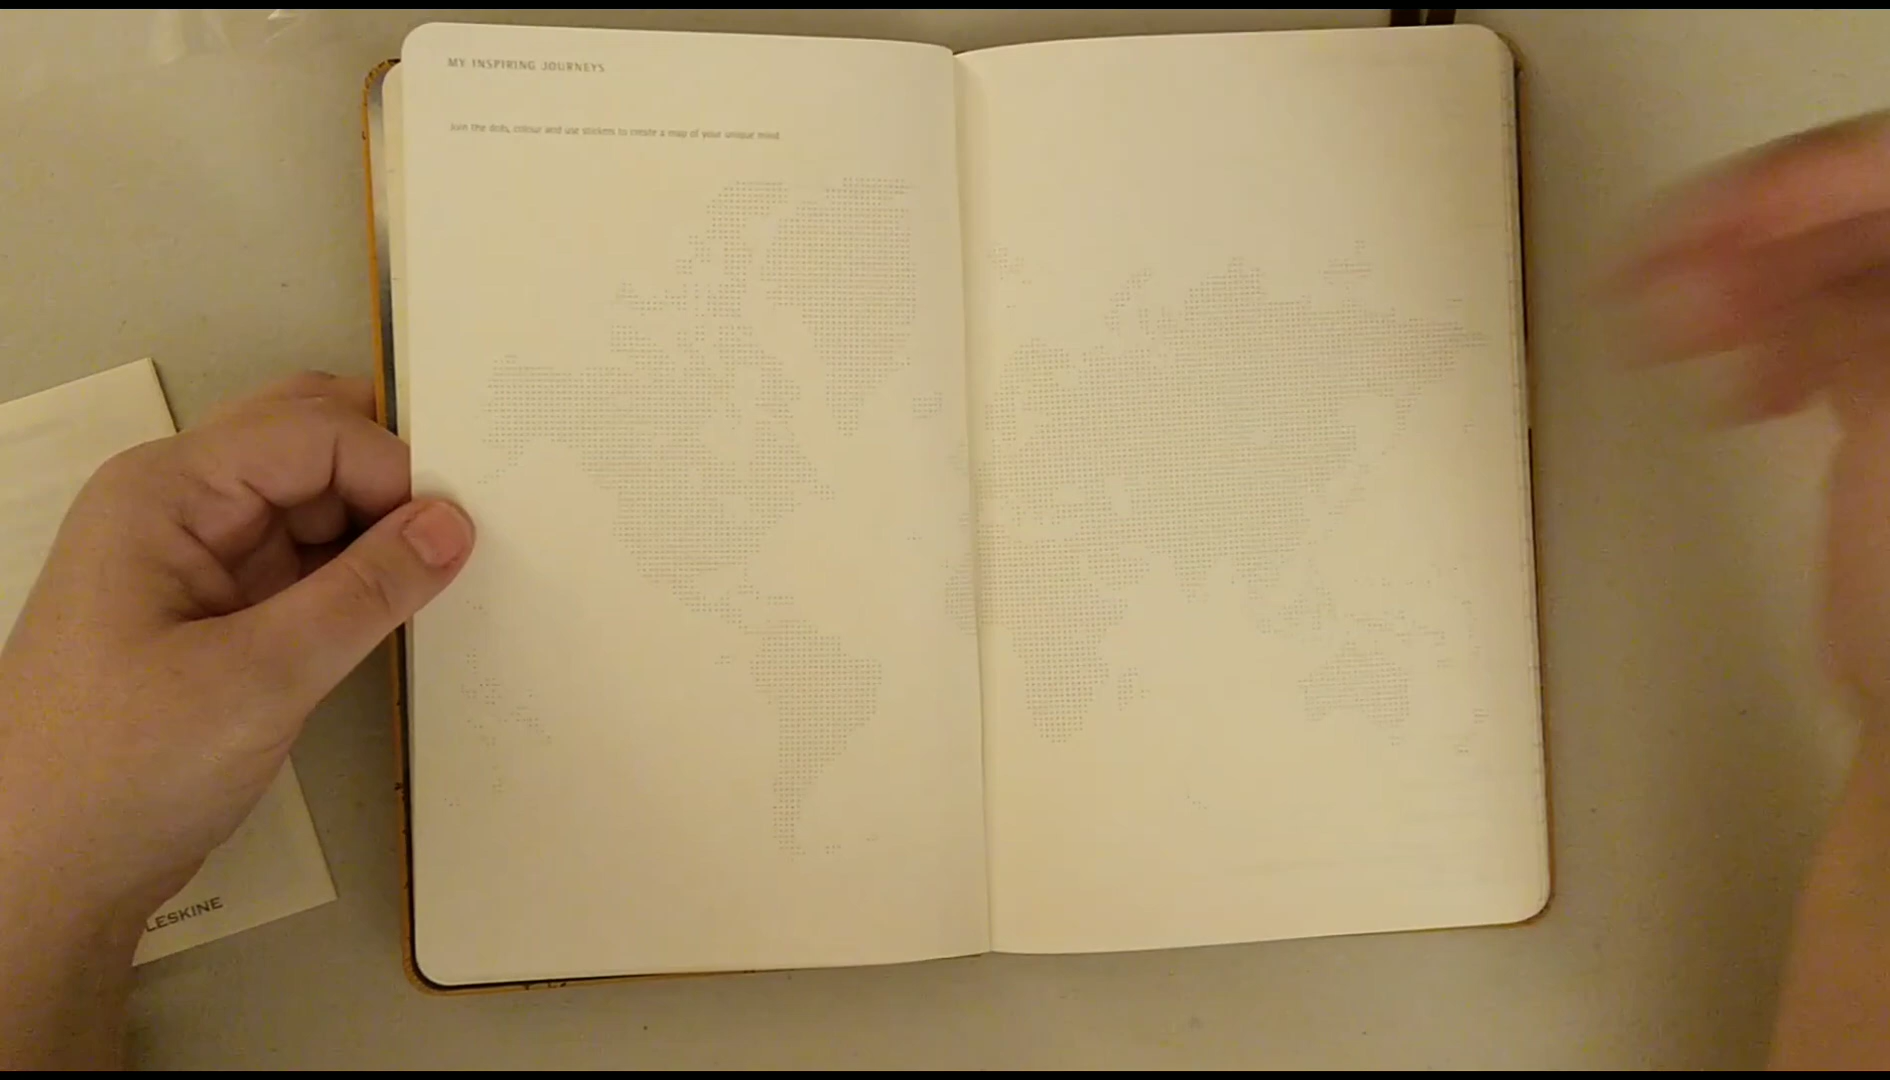 MY INSPIRING JOURNEYS
Join the dots, colour and use stickers to create a map of your unique mind
LESKINE